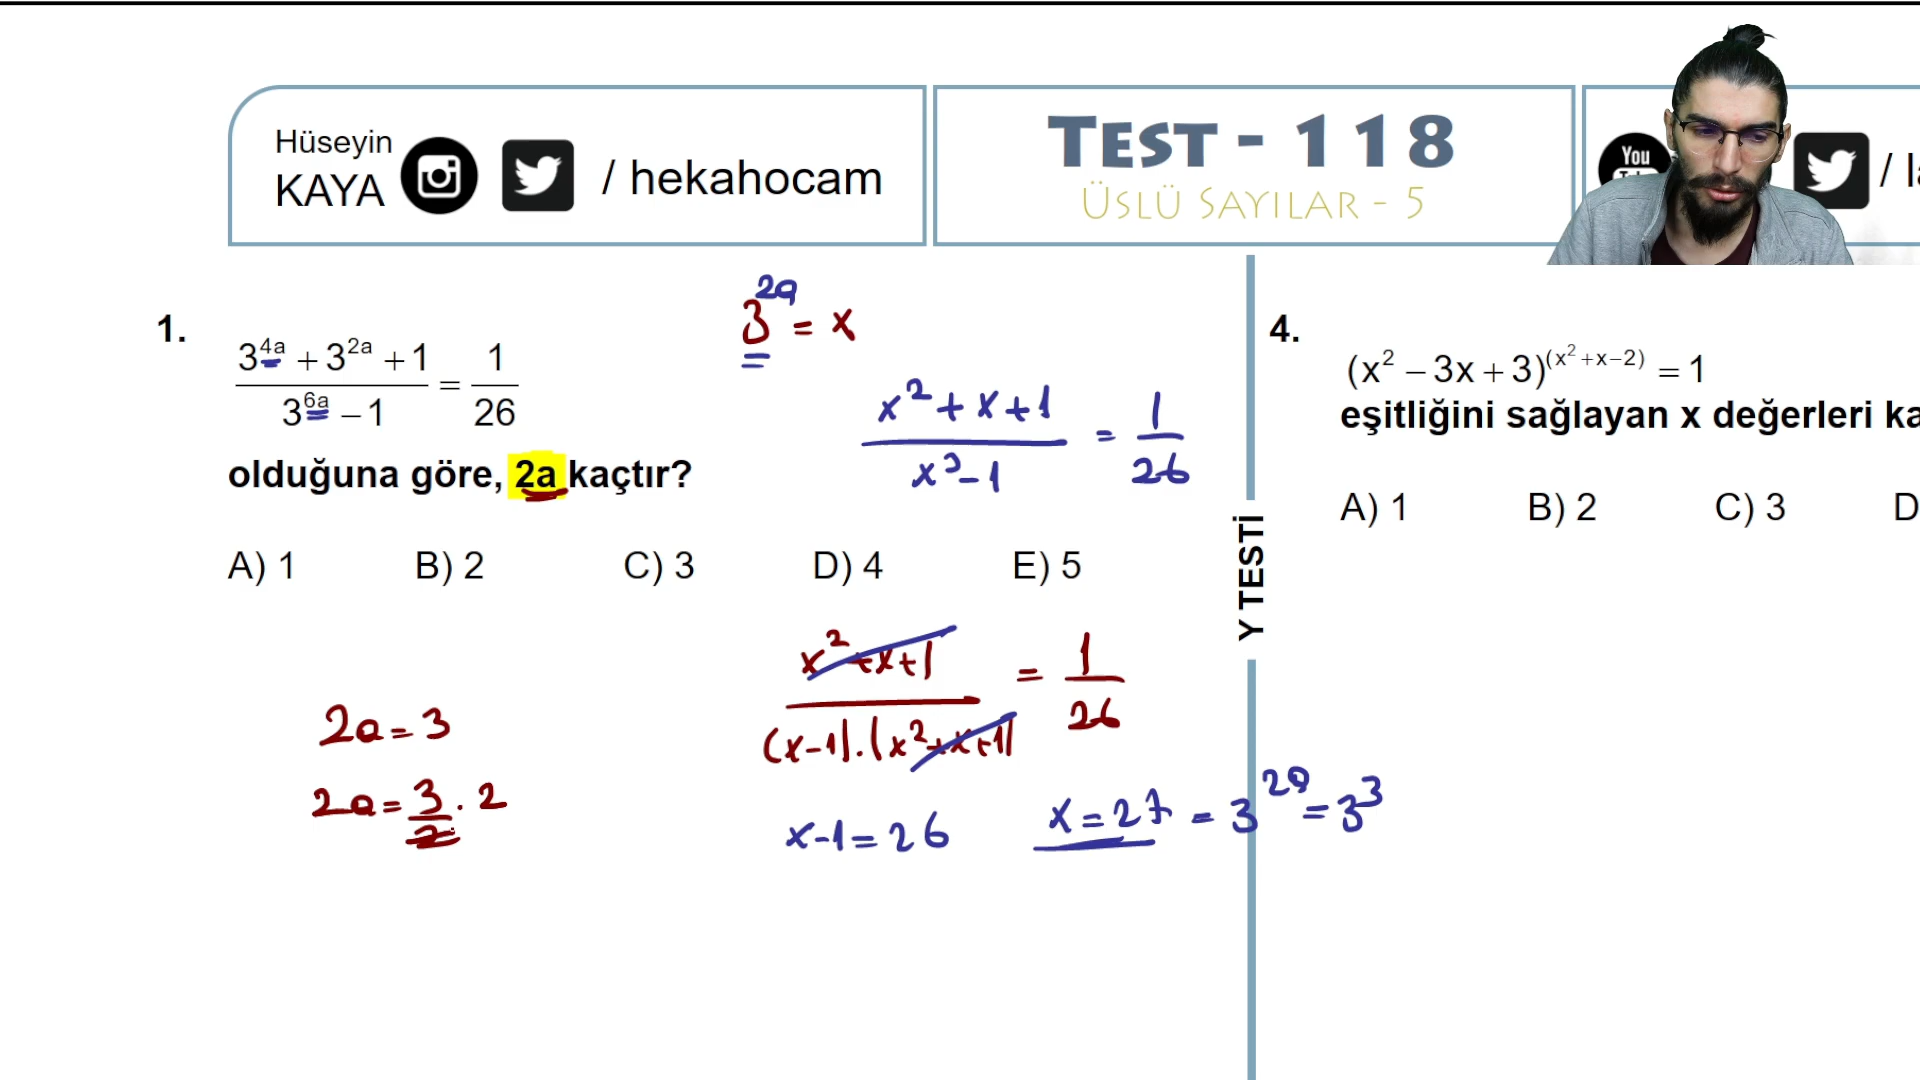 Hüseyin
KAYA
/ hekahocam
TEST - 118
ÜSLÜ SAYILAR - 5
You
/
1.
3^4a + 3^2a + 1 / 3^6a − 1 = 1 / 26
olduğuna göre, 2a kaçtır?
A) 1 B) 2 C) 3 D) 4 E) 5
3^2a = x
x² + x + 1 / x³ - 1 = 1 / 26
x² + x + 1 / (x-1).(x²+x+1) = 1 / 26
x-1 = 26
x = 27 = 3^2a = 3³
2a = 3
2a = 3/2 . 2
Y TESTİ
4.
(x² − 3x + 3)^(x² + x − 2) = 1
eşitliğini sağlayan x değerleri ka
A) 1 B) 2 C) 3 D